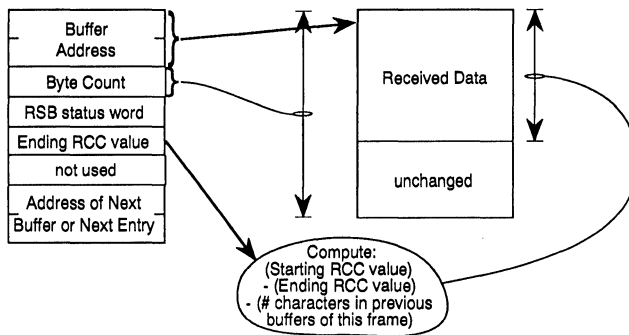 Buffer
Address
Byte Count
RSB status word
Ending RCC value
not used
Address of Next
Buffer or Next Entry
Received Data
unchanged
Compute:
(Starting RCC value)
- (Ending RCC value)
- (# characters in previous
buffers of this frame)